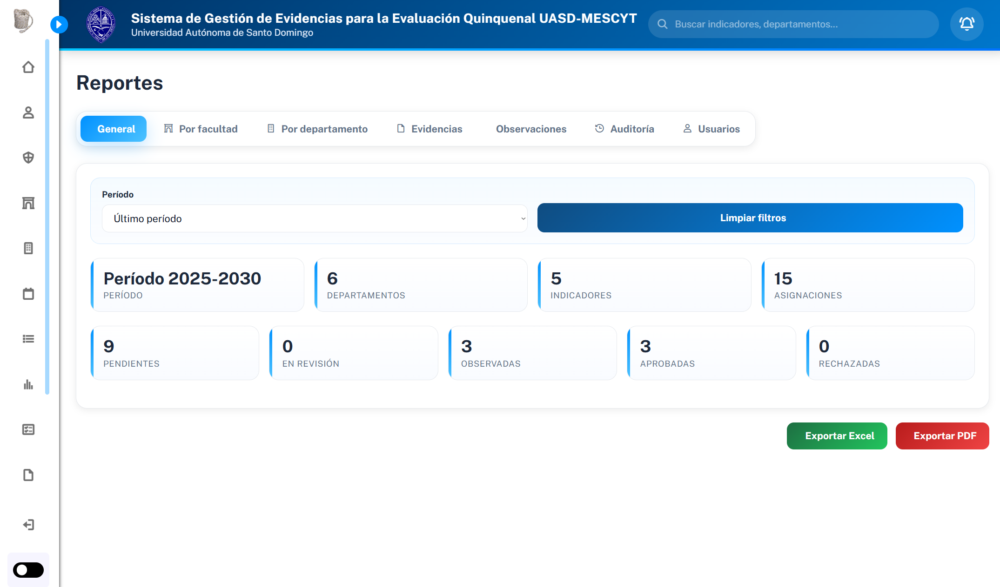 Sistema de Gestión de Evidencias para la Evaluación Quinquenal UASD-MESCYT
Universidad Autónoma de Santo Domingo
Buscar indicadores, departamentos...
Reportes
General
Por facultad
Por departamento
Evidencias
Observaciones
Auditoría
Usuarios
Período
Último período
Limpiar filtros
Período 2025-2030
PERÍODO
6
DEPARTAMENTOS
5
INDICADORES
15
ASIGNACIONES
9
PENDIENTES
0
EN REVISIÓN
3
OBSERVADAS
3
APROBADAS
0
RECHAZADAS
Exportar Excel
Exportar PDF